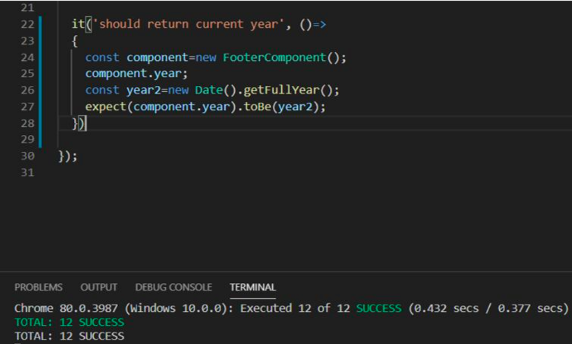 21
22 it('should return current year', ()=>
23 {
24 const component=new FooterComponent();
25 component.year;
26 const year2=new Date().getFullYear();
27 expect(component.year).toBe(year2);
28 })
29
30 });
31
PROBLEMS OUTPUT DEBUG CONSOLE TERMINAL
Chrome 80.0.3987 (Windows 10.0.0): Executed 12 of 12 SUCCESS (0.432 secs / 0.377 secs)
TOTAL: 12 SUCCESS
TOTAL: 12 SUCCESS